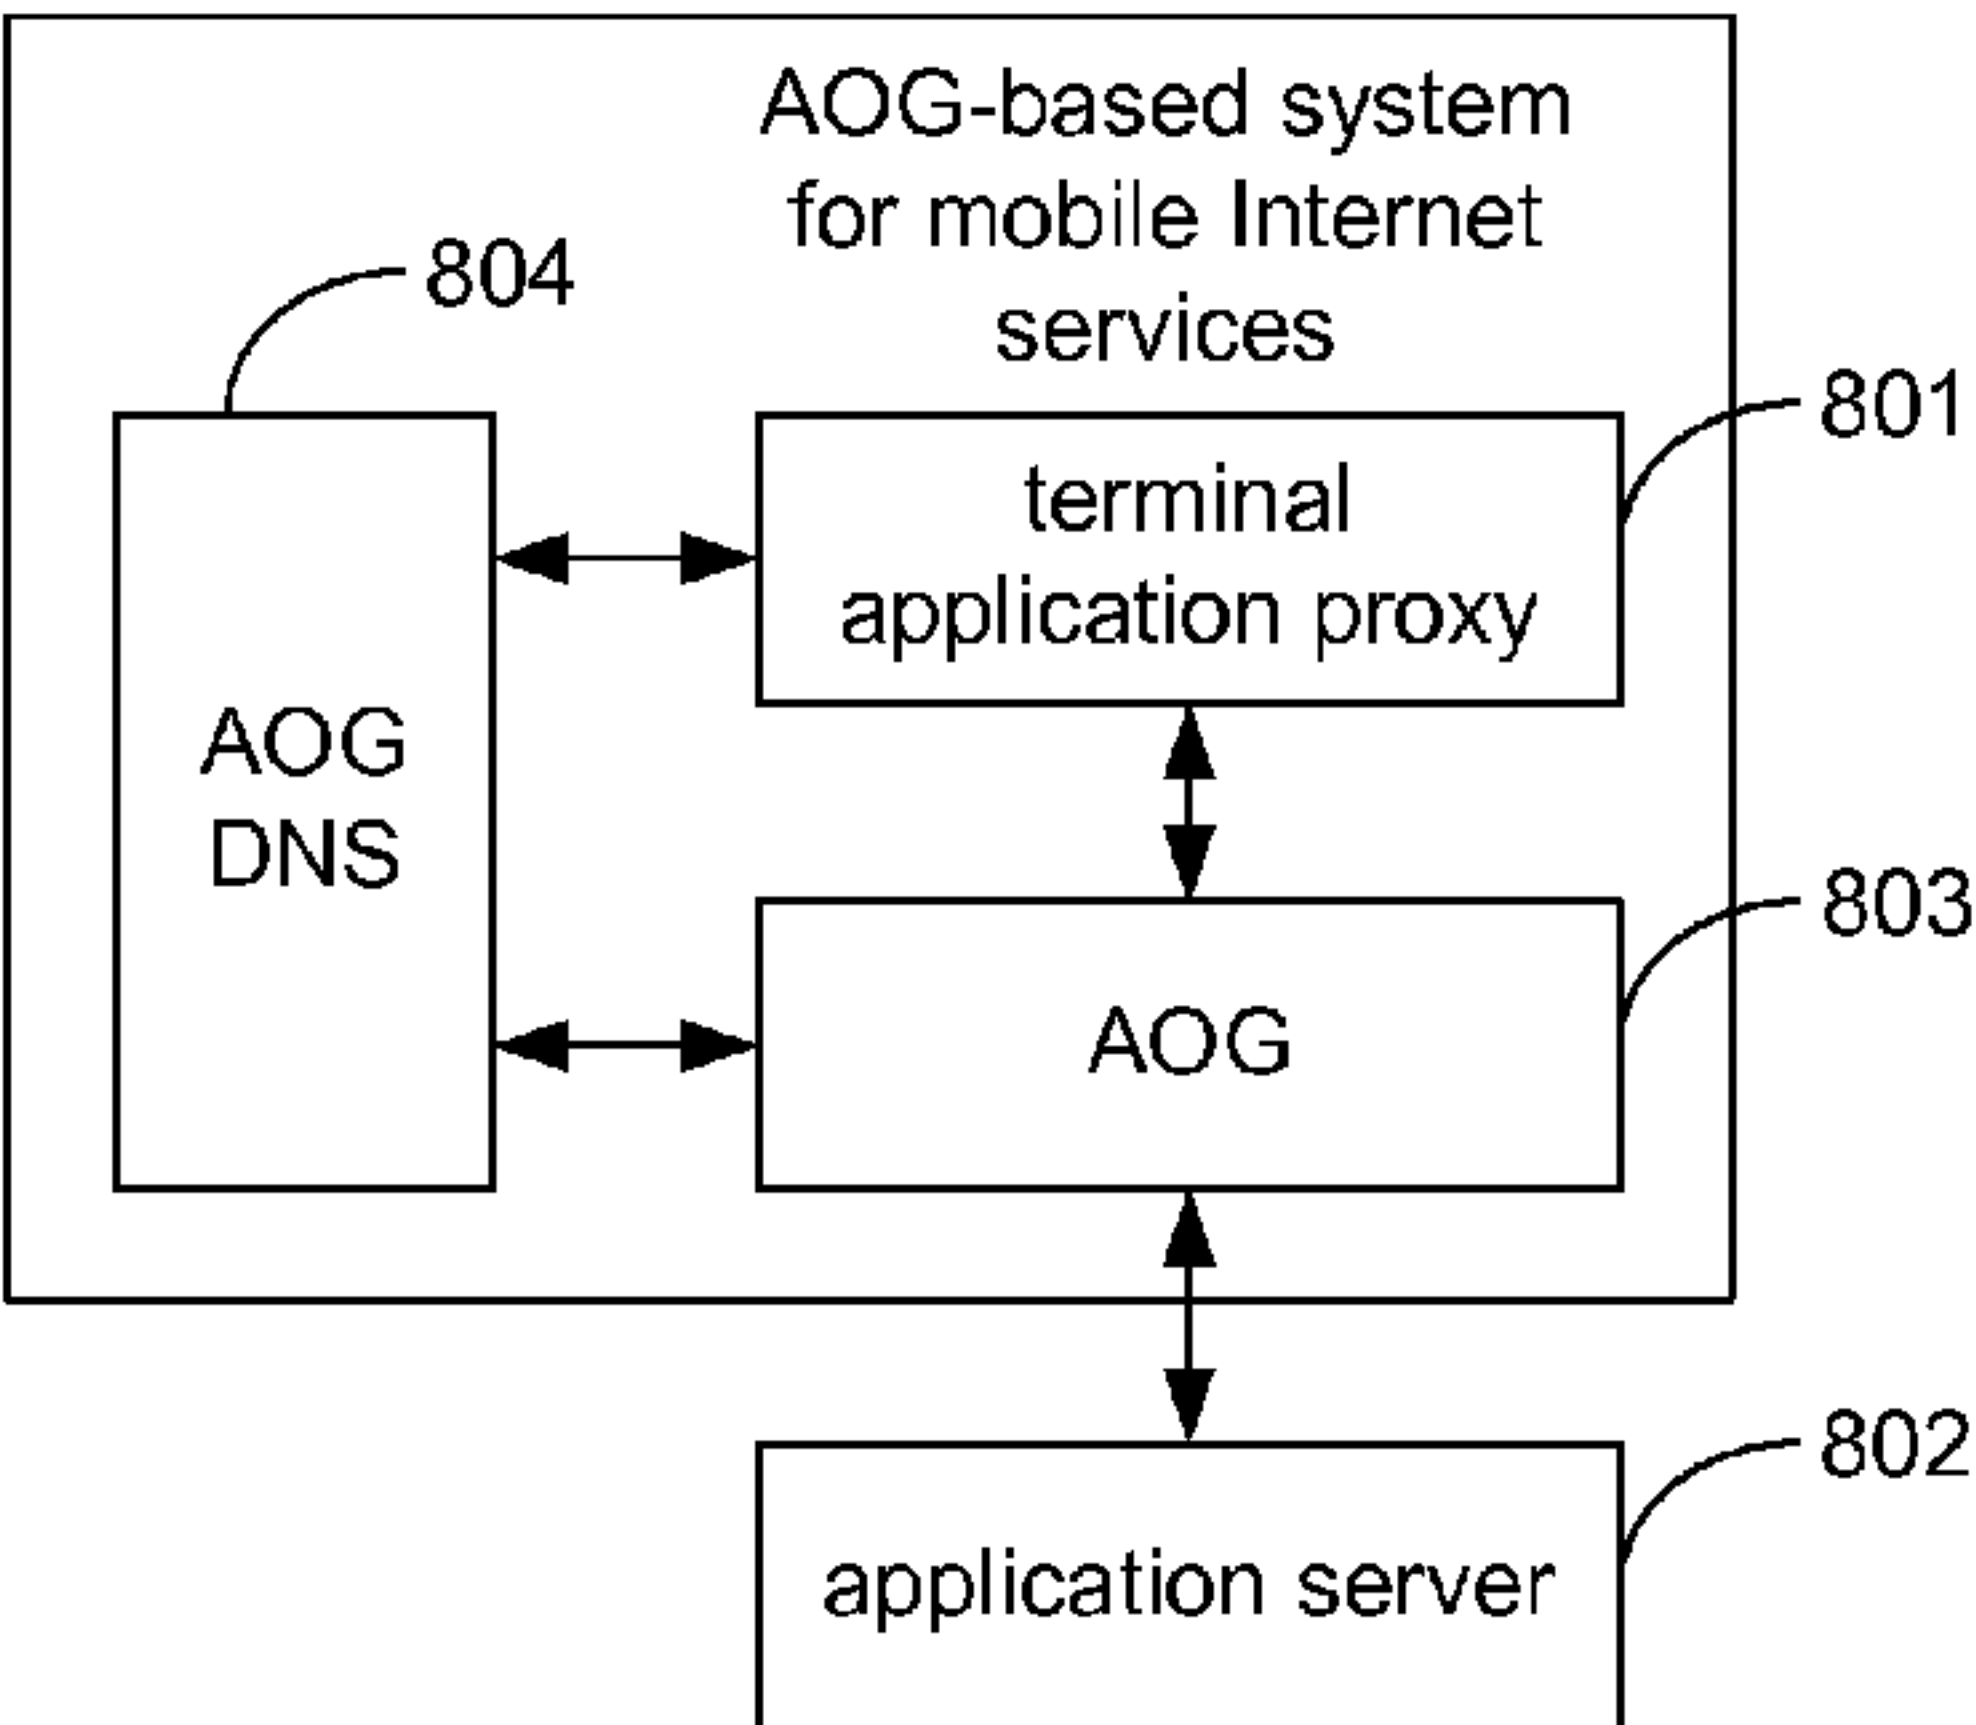 AOG-based system
for mobile Internet
services
804
801
terminal
application proxy
AOG
DNS
803
AOG
802
application server